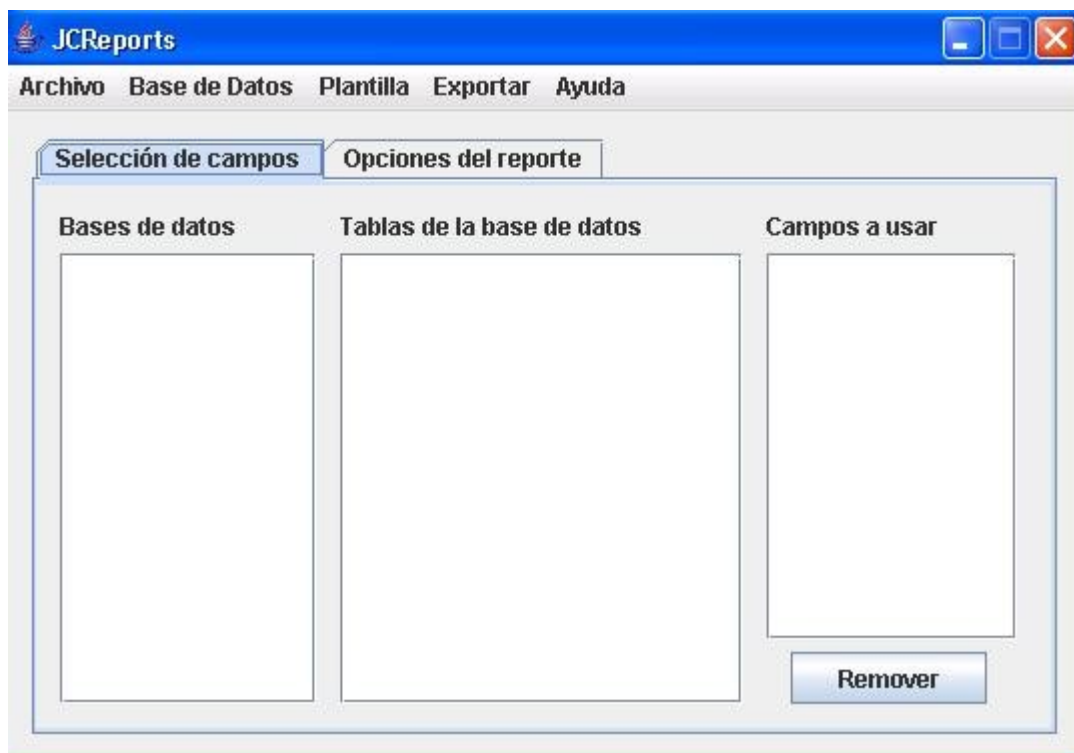 JCReports
Archivo Base de Datos Plantilla Exportar Ayuda
Selección de campos Opciones del reporte
Bases de datos Tablas de la base de datos Campos a usar
Remover